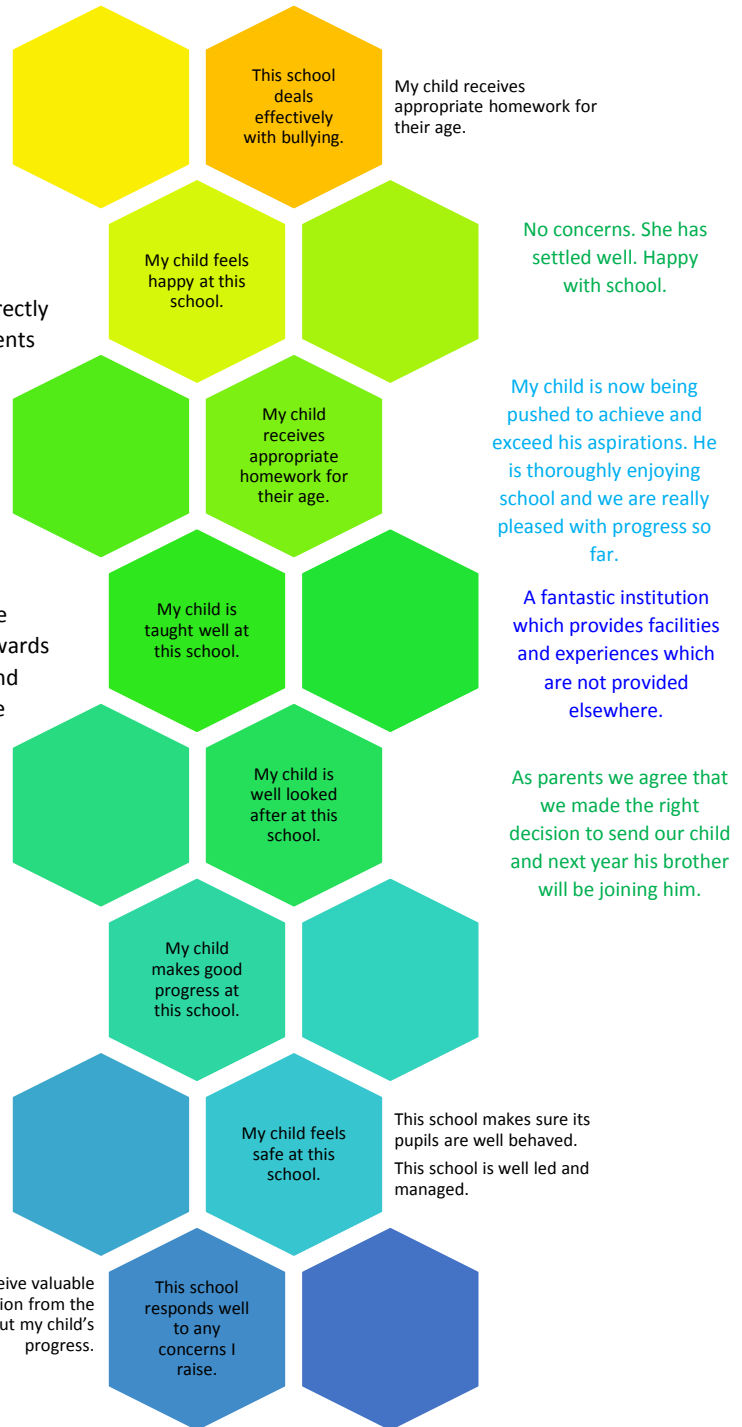 This school
deals
effectively
with bullying.
My child receives
appropriate homework for
their age.
My child feels
happy at this
school.
No concerns. She has
settled well. Happy
with school.
rectly
ents
My child
receives
appropriate
homework for
their age.
My child is now being
pushed to achieve and
exceed his aspirations. He
is thoroughly enjoying
school and we are really
pleased with progress so
far.
e
wards
nd
e
My child is
taught well at
this school.
A fantastic institution
which provides facilities
and experiences which
are not provided
elsewhere.
My child is
well looked
after at this
school.
As parents we agree that
we made the right
decision to send our child
and next year his brother
will be joining him.
My child
makes good
progress at
this school.
My child feels
safe at this
school.
This school makes sure its
pupils are well behaved.
This school is well led and
managed.
eive valuable
ion from the
ut my child's
progress.
This school
responds well
to any
concerns I
raise.